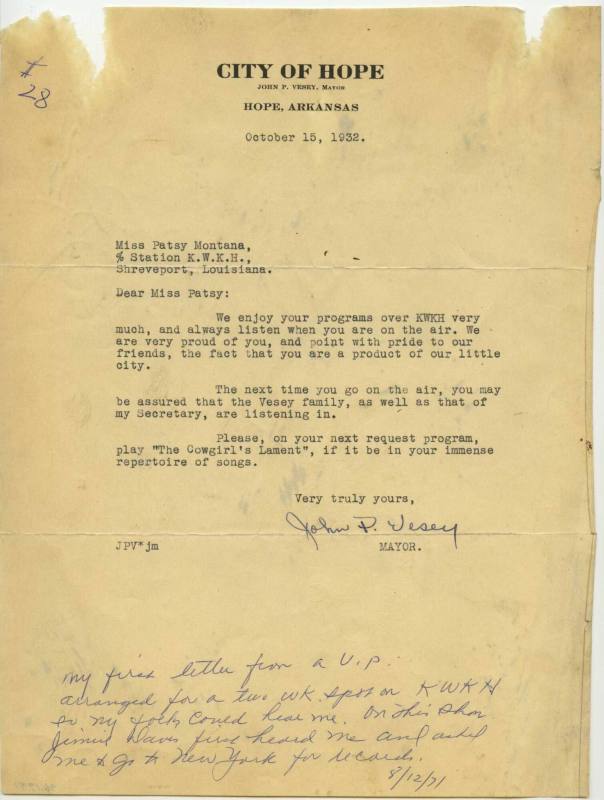 #
28
CITY OF HOPE
JOHN P. VESEY, MAYOR
HOPE, ARKANSAS
October 15, 1932.
Miss Patsy Montana,
% Station K.W.K.H.,
Shreveport, Louisiana.
Dear Miss Patsy:
We enjoy your programs over KWKH very
much, and always listen when you are on the air. We
are very proud of you, and point with pride to our
friends, the fact that you are a product of our little
city.
The next time you go on the air, you may
be assured that the Vesey family, as well as that of
my Secretary, are listening in.
Please, on your next request program,
play "The Cowgirl's Lament", if it be in your immense
repertoire of songs.
Very truly yours,
John P. Vesey
JPV*jm MAYOR.
my first letter from a V.P.
arranged for a two wk. spot on KWKH
so my folks could hear me. On this show
Jimmie Davis first heard me and asked
me to go to New York for records.
8/12/71